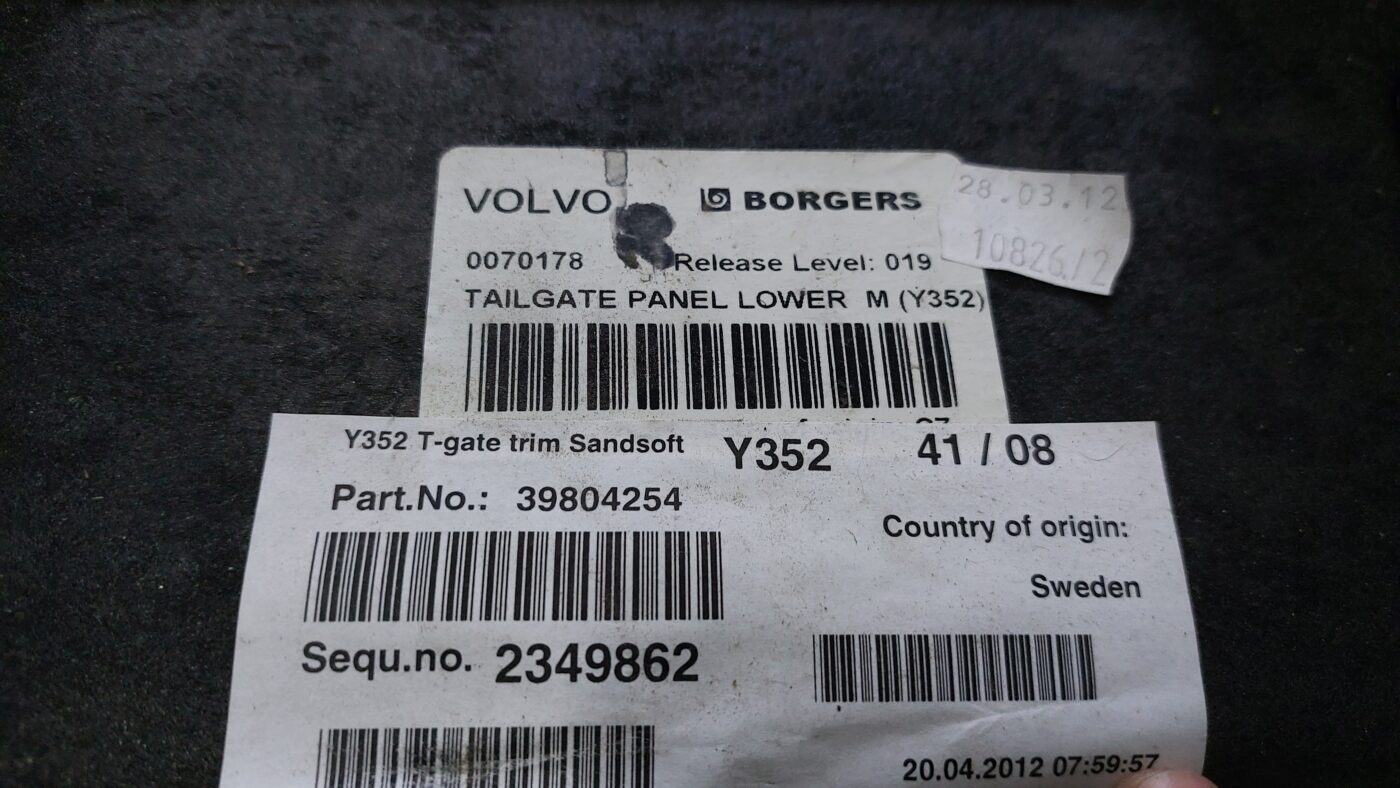 VOLVO BORGERS
28.03.12
10826/2
0070178 Release Level: 019
TAILGATE PANEL LOWER M (Y352)
Y352 T-gate trim Sandsoft Y352 41 / 08
Part.No.: 39804254
Country of origin:
Sweden
Sequ.no. 2349862
20.04.2012 07:59:57